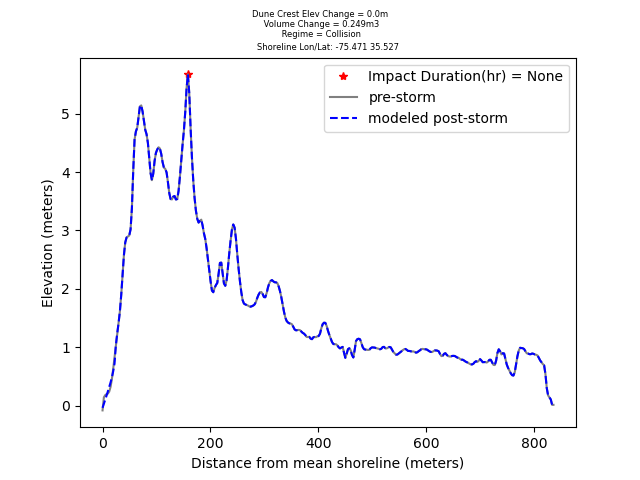 Dune Crest Elev Change = 0.0m
Volume Change = 0.249m3
Regime = Collision
Shoreline Lon/Lat: -75.471 35.527
Impact Duration(hr) = None
pre-storm
modeled post-storm
Elevation (meters)
5
4
3
2
1
0
0 200 400 600 800
Distance from mean shoreline (meters)